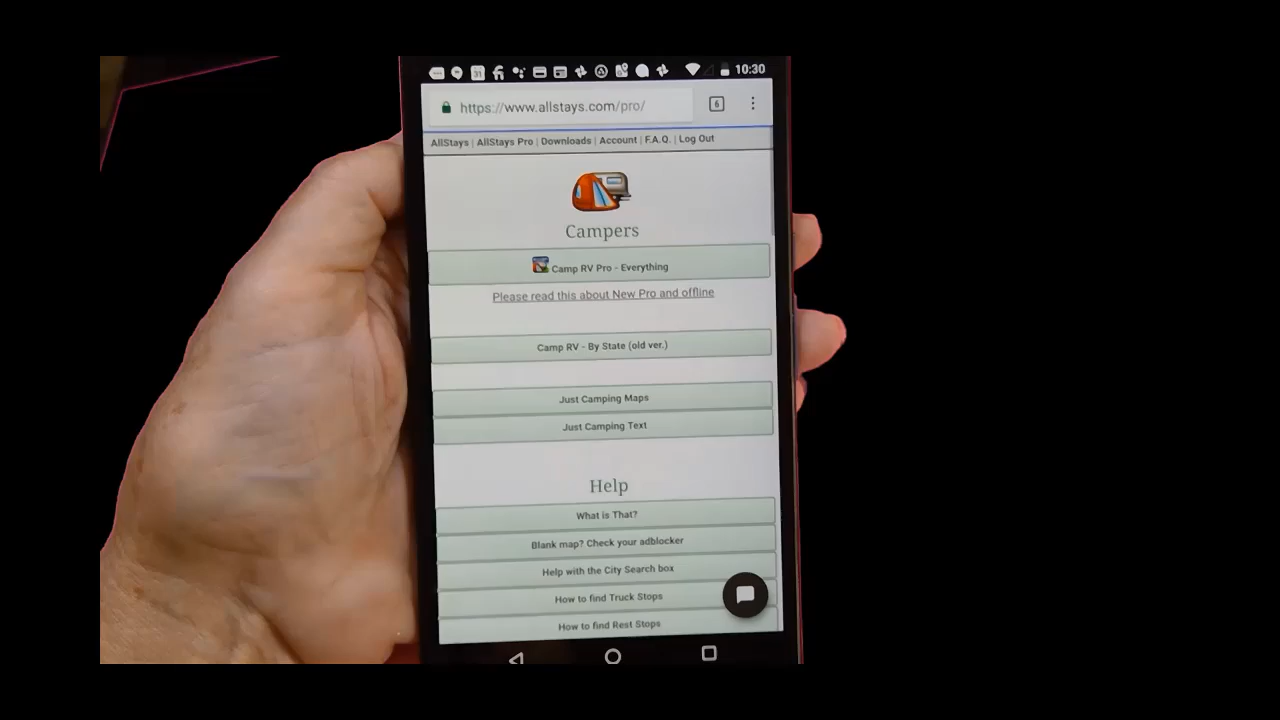 10:30
https://www.allstays.com/pro/
6
AllStays | AllStays Pro | Downloads | Account | F.A.Q. | Log Out
Campers
Camp RV Pro - Everything
Please read this about New Pro and offline
Camp RV - By State (old ver.)
Just Camping Maps
Just Camping Text
Help
What is That?
Blank map? Check your adblocker
Help with the City Search box
How to find Truck Stops
How to find Rest Stops